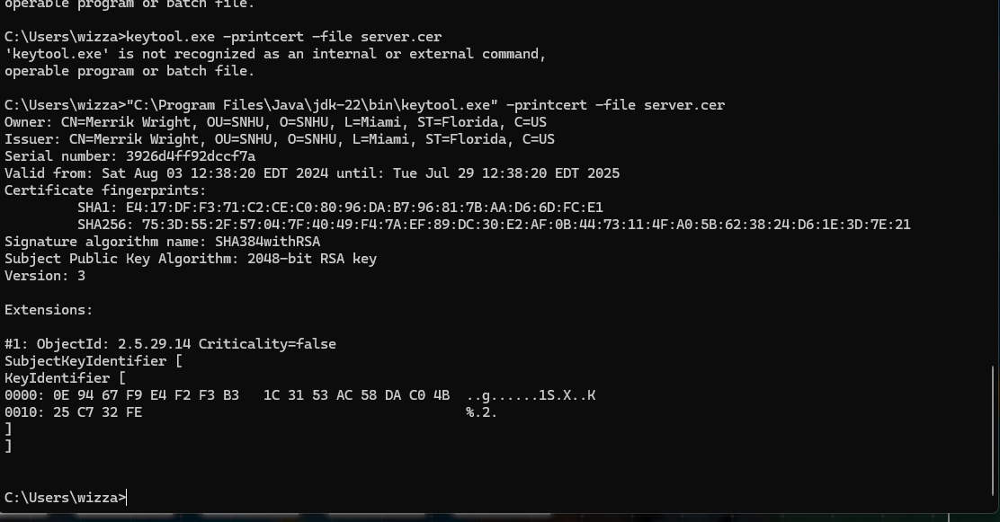 operable program or batch file.
C:\Users\wizza>keytool.exe -printcert -file server.cer
'keytool.exe' is not recognized as an internal or external command,
operable program or batch file.
C:\Users\wizza>"C:\Program Files\Java\jdk-22\bin\keytool.exe" -printcert -file server.cer
Owner: CN=Merrik Wright, OU=SNHU, O=SNHU, L=Miami, ST=Florida, C=US
Issuer: CN=Merrik Wright, OU=SNHU, O=SNHU, L=Miami, ST=Florida, C=US
Serial number: 3926d4ff92dccf7a
Valid from: Sat Aug 03 12:38:20 EDT 2024 until: Tue Jul 29 12:38:20 EDT 2025
Certificate fingerprints:
         SHA1: E4:17:DF:F3:71:C2:CE:C0:80:96:DA:B7:96:81:7B:AA:D6:6D:FC:E1
         SHA256: 75:3D:55:2F:57:04:7F:40:49:F4:7A:EF:89:DC:30:E2:AF:0B:44:73:11:4F:A0:5B:62:38:24:D6:1E:3D:7E:21
Signature algorithm name: SHA384withRSA
Subject Public Key Algorithm: 2048-bit RSA key
Version: 3
Extensions:
#1: ObjectId: 2.5.29.14 Criticality=false
SubjectKeyIdentifier [
KeyIdentifier [
0000: 0E 94 67 F9 E4 F2 F3 B3   1C 31 53 AC 58 DA C0 4B  ..g......1S.X..K
0010: 25 C7 32 FE                                        %.2.
]
]
C:\Users\wizza>